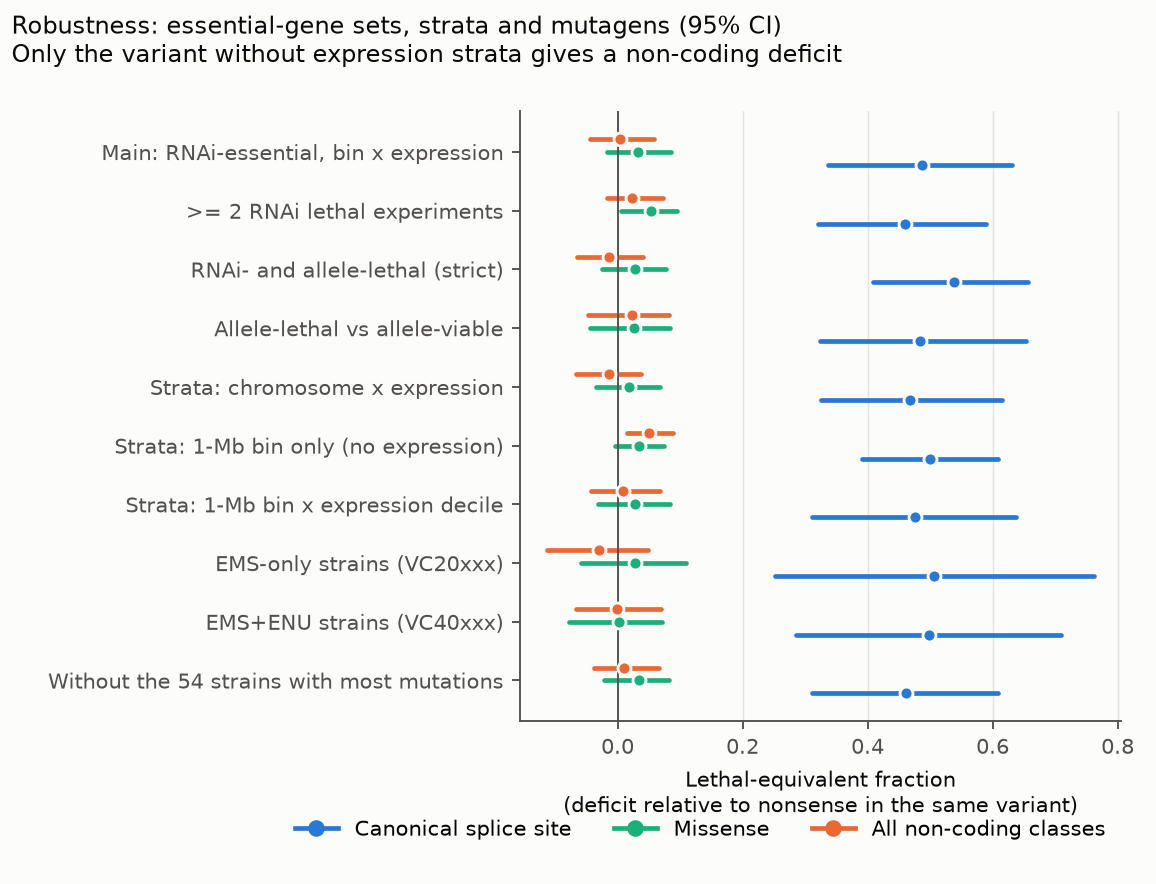 Robustness: essential-gene sets, strata and mutagens (95% CI)
Only the variant without expression strata gives a non-coding deficit
Main: RNAi-essential, bin x expression
>= 2 RNAi lethal experiments
RNAi- and allele-lethal (strict)
Allele-lethal vs allele-viable
Strata: chromosome x expression
Strata: 1-Mb bin only (no expression)
Strata: 1-Mb bin x expression decile
EMS-only strains (VC20xxx)
EMS+ENU strains (VC40xxx)
Without the 54 strains with most mutations
0.0 0.2 0.4 0.6 0.8
Lethal-equivalent fraction
(deficit relative to nonsense in the same variant)
Canonical splice site Missense All non-coding classes